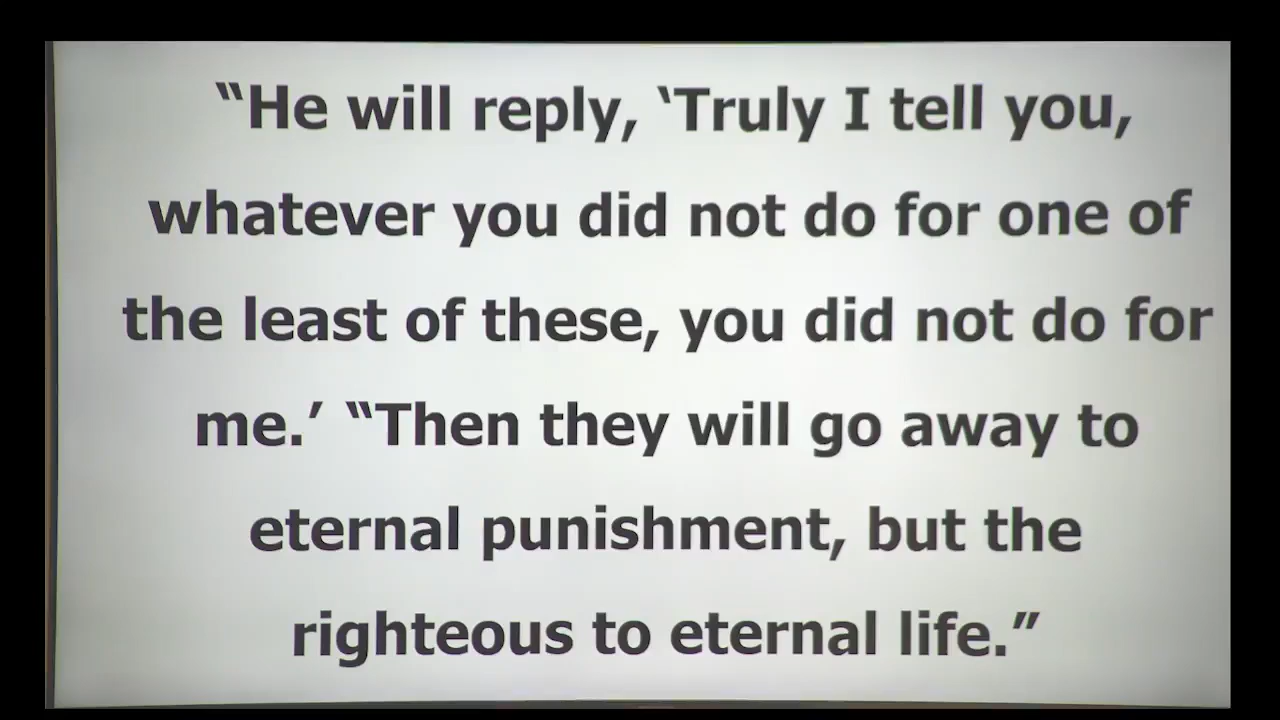 “He will reply, ‘Truly I tell you,
whatever you did not do for one of
the least of these, you did not do for
me.’ “Then they will go away to
eternal punishment, but the
righteous to eternal life.”